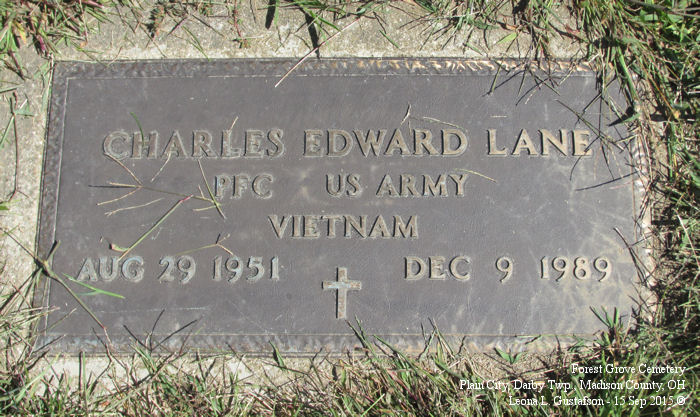 CHARLES EDWARD LANE
PFC US ARMY
VIETNAM
AUG 29 1951 DEC 9 1989
Forest Grove Cemetery
Plain City, Darby Twp., Madison County, OH
Leona L. Gustafson - 15 Sep 2015 ©